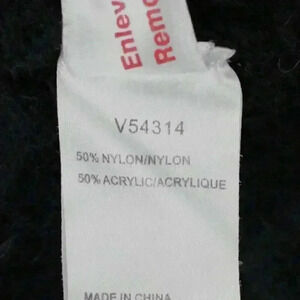 Enlev
Remo
V54314
50% NYLON/NYLON
50% ACRYLIC/ACRYLIQUE
MADE IN CHINA